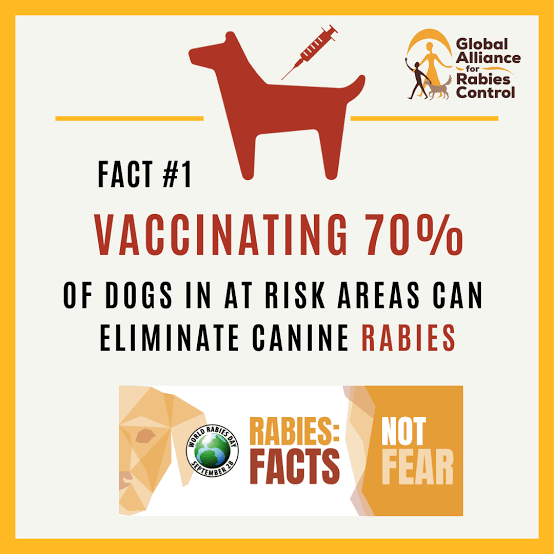 Global
Alliance
for
Rabies
Control
FACT #1
VACCINATING 70%
OF DOGS IN AT RISK AREAS CAN
ELIMINATE CANINE RABIES
WORLD RABIES DAY
SEPTEMBER 28
RABIES:
FACTS
NOT
FEAR